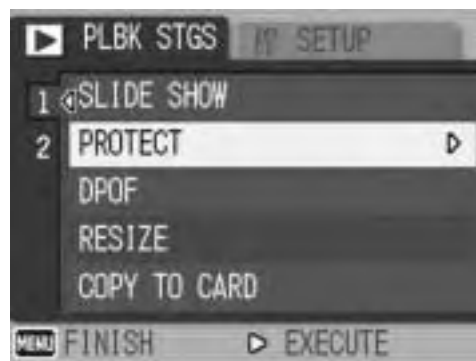 PLBK STGS SETUP
1 SLIDE SHOW
2 PROTECT
DPOF
RESIZE
COPY TO CARD
MENU FINISH EXECUTE